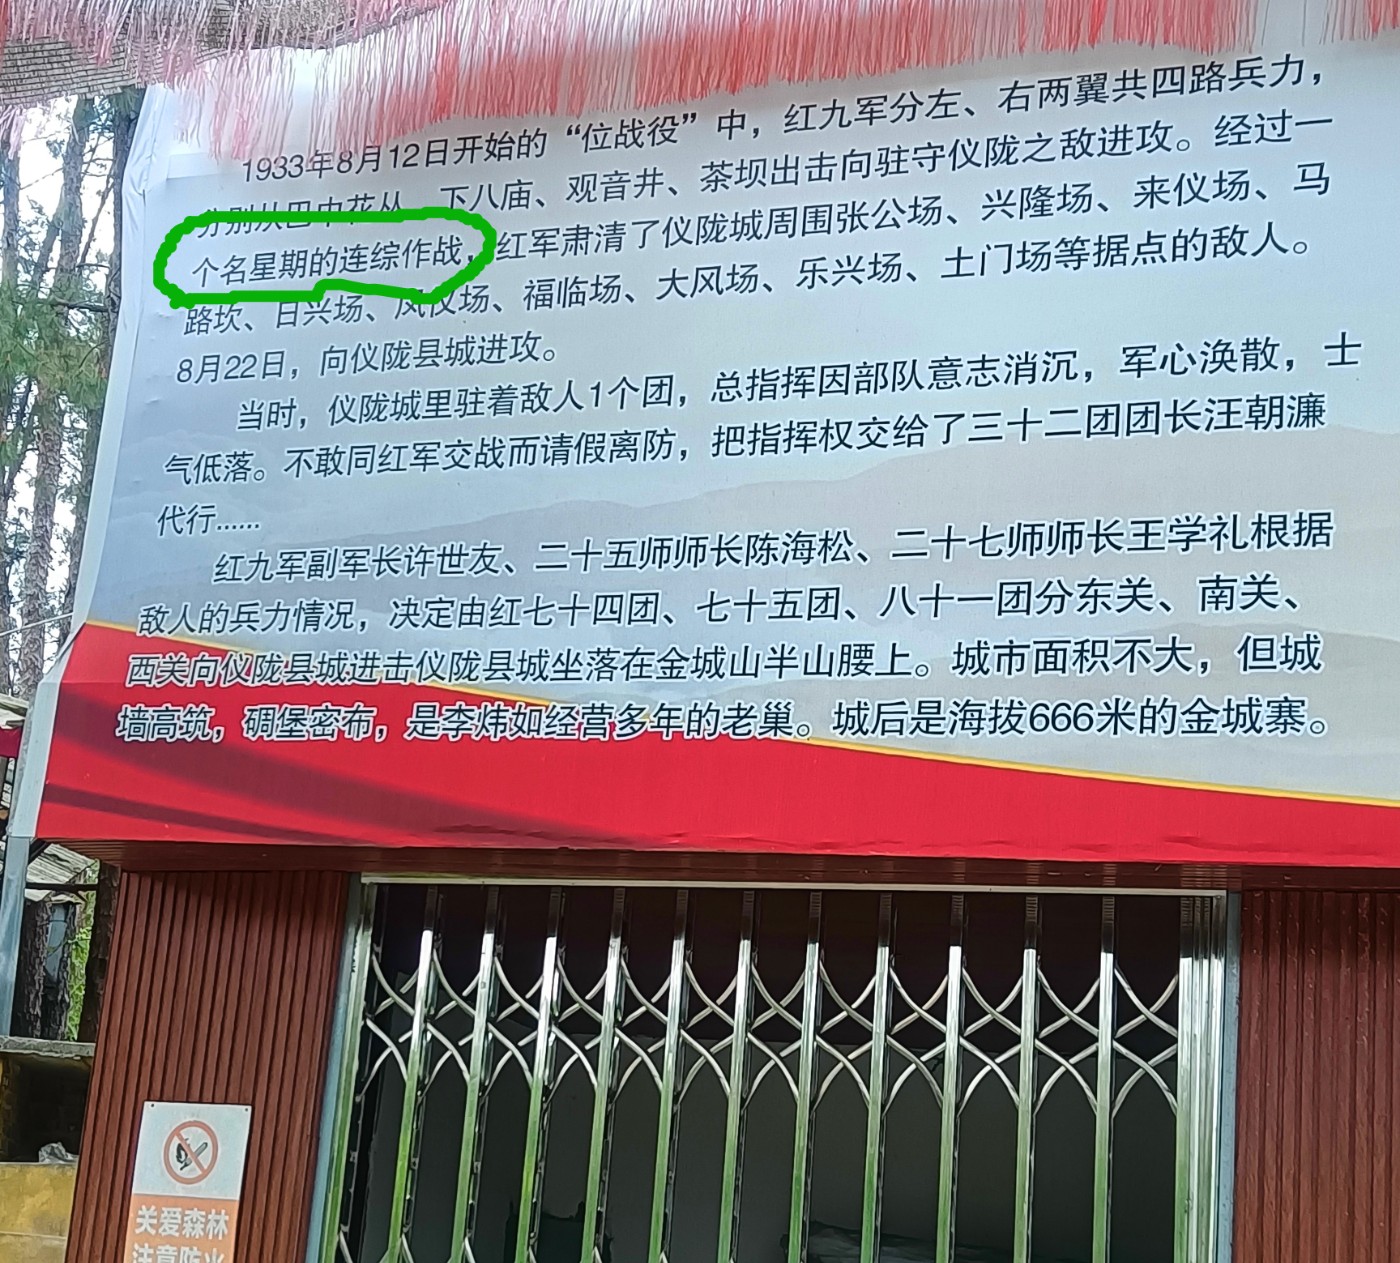 1933年8月12日开始的“位战役”中，红九军分左、右两翼共四路兵力，
分别从巴中花丛、下八庙、观音井、茶坝出击向驻守仪陇之敌进攻。经过一
个名星期的连综作战，红军肃清了仪陇城周围张公场、兴隆场、来仪场、马
路坎、日兴场、凤仪场、福临场、大风场、乐兴场、土门场等据点的敌人。
8月22日，向仪陇县城进攻。
当时，仪陇城里驻着敌人1个团，总指挥因部队意志消沉，军心涣散，士
气低落。不敢同红军交战而请假离防，把指挥权交给了三十二团团长汪朝濂
代行......
红九军副军长许世友、二十五师师长陈海松、二十七师师长王学礼根据
敌人的兵力情况，决定由红七十四团、七十五团、八十一团分东关、南关、
西关向仪陇县城进击仪陇县城坐落在金城山半山腰上。城市面积不大，但城
墙高筑，碉堡密布，是李炜如经营多年的老巢。城后是海拔666米的金城寨。
关爱森林
注意防火